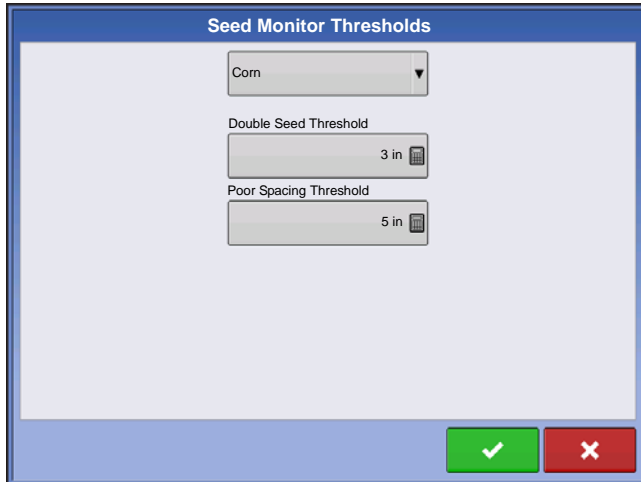 Seed Monitor Thresholds
Corn
Double Seed Threshold
3 in
Poor Spacing Threshold
5 in